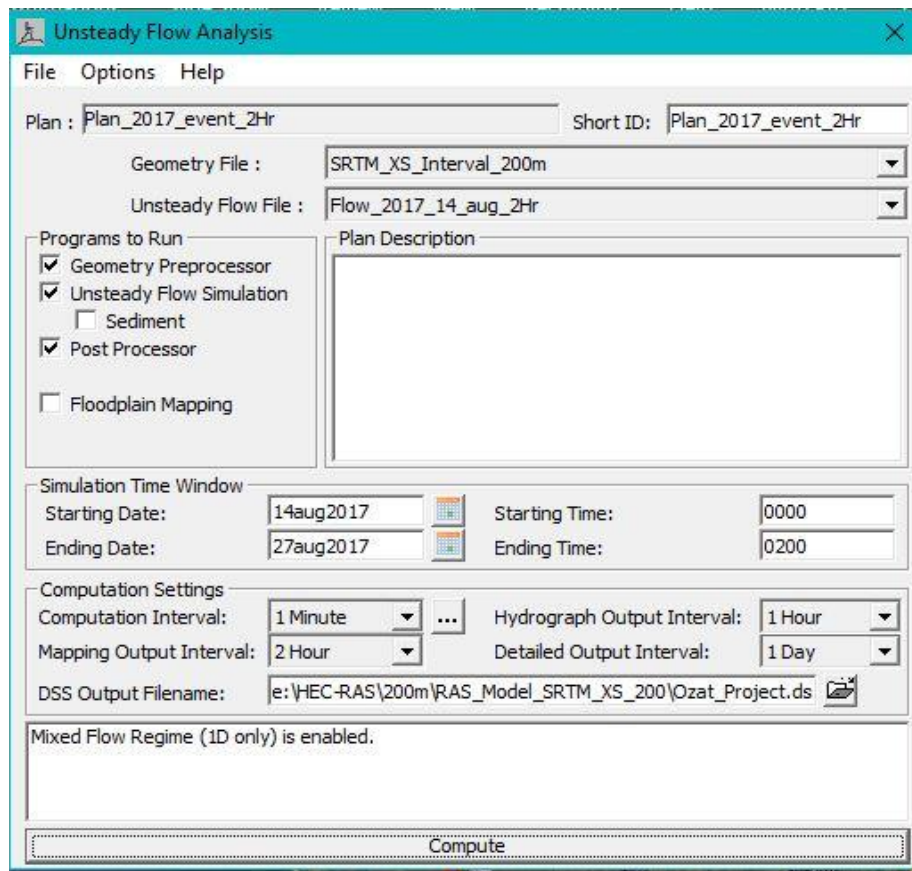 Unsteady Flow Analysis
File Options Help
Plan : Plan_2017_event_2Hr Short ID: Plan_2017_event_2Hr
Geometry File : SRTM_XS_Interval_200m
Unsteady Flow File : Flow_2017_14_aug_2Hr
Programs to Run
Geometry Preprocessor
Unsteady Flow Simulation
Sediment
Post Processor
Floodplain Mapping
Plan Description
Simulation Time Window
Starting Date: 14aug2017 Starting Time: 0000
Ending Date: 27aug2017 Ending Time: 0200
Computation Settings
Computation Interval: 1 Minute ... Hydrograph Output Interval: 1 Hour
Mapping Output Interval: 2 Hour Detailed Output Interval: 1 Day
DSS Output Filename: e:\HEC-RAS\200m\RAS_Model_SRTM_XS_200\Ozat_Project.ds
Mixed Flow Regime (1D only) is enabled.
Compute